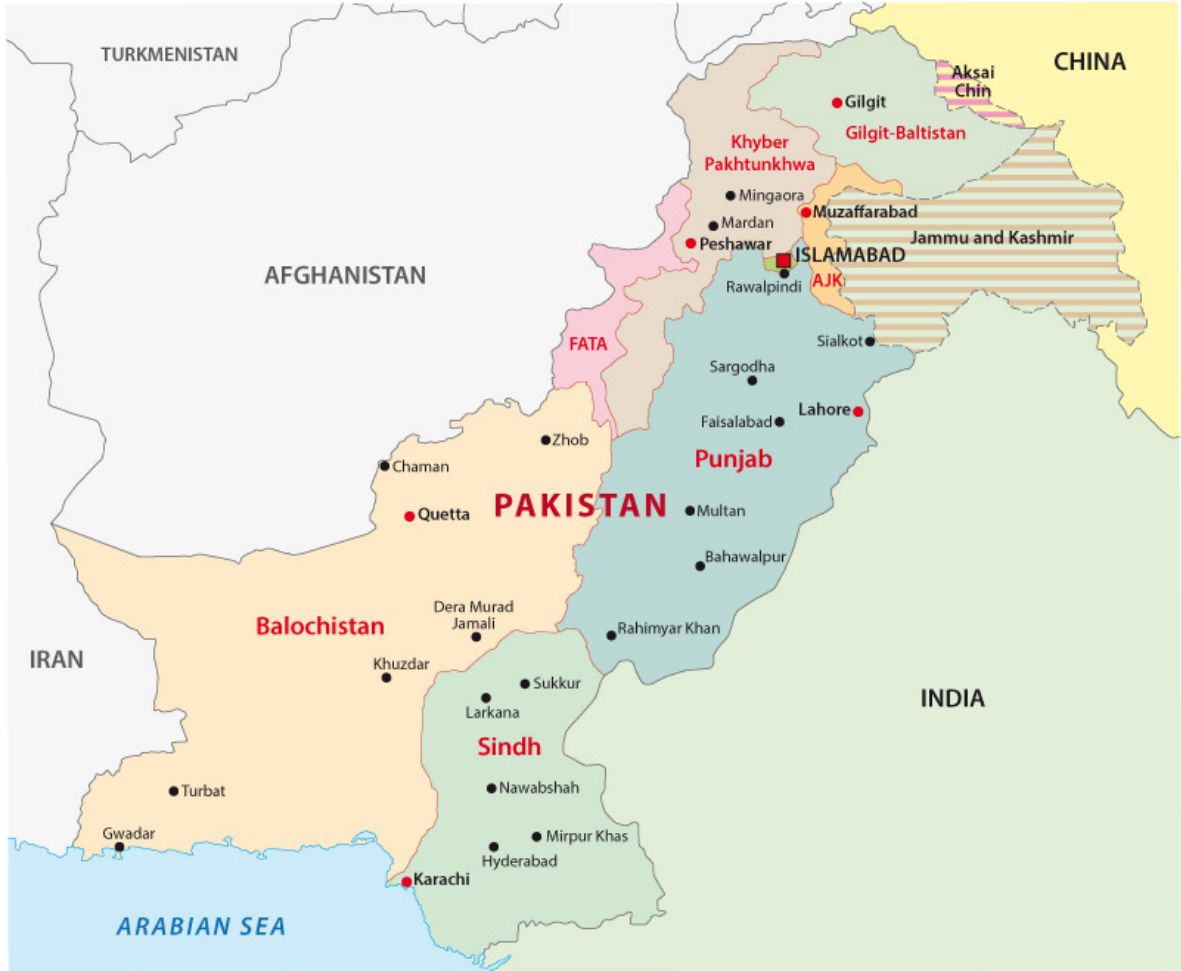 TURKMENISTAN
CHINA
Aksai
Chin
Gilgit
Gilgit-Baltistan
Khyber
Pakhtunkhwa
Mingaora
Muzaffarabad
Mardan
Peshawar
Jammu and Kashmir
ISLAMABAD
AFGHANISTAN
Rawalpindi
AJK
FATA
Sialkot
Sargodha
Lahore
Faisalabad
Zhob
Punjab
Chaman
PAKISTAN
Quetta
Multan
Bahawalpur
Dera Murad
Jamali
Balochistan
Rahimyar Khan
IRAN
Khuzdar
Sukkur
Larkana
INDIA
Sindh
Turbat
Nawabshah
Gwadar
Mirpur Khas
Hyderabad
Karachi
ARABIAN SEA